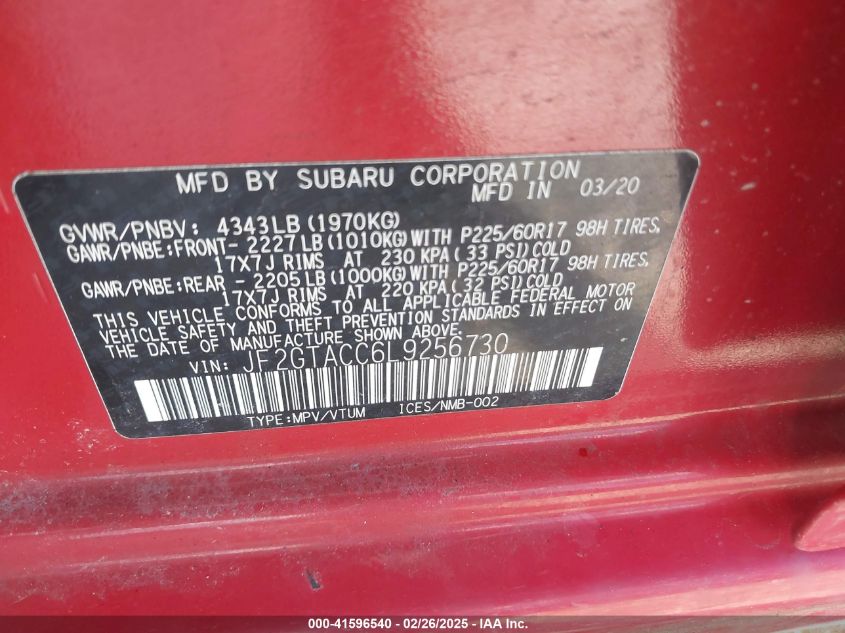 MFD BY SUBARU CORPORATION
MFD IN 03/20
GVWR/PNBV: 4343LB(1970KG)
GAWR/PNBE:FRONT- 2227LB(1010KG)WITH P225/60R17 98H TIRES,
17X7J RIMS AT 230 KPA(33 PSI)COLD
GAWR/PNBE:REAR - 2205LB(1000KG)WITH P225/60R17 98H TIRES,
17X7J RIMS AT 220 KPA(32 PSI)COLD
THIS VEHICLE CONFORMS TO ALL APPLICABLE FEDERAL MOTOR
VEHICLE SAFETY AND THEFT PREVENTION STANDARDS IN EFFECT ON
THE DATE OF MANUFACTURE SHOWN ABOVE.
VIN: JF2GTACC6L9256730
TYPE:MPV/VTUM ICES/NMB-002
000-41596540 - 02/26/2025 - IAA Inc.